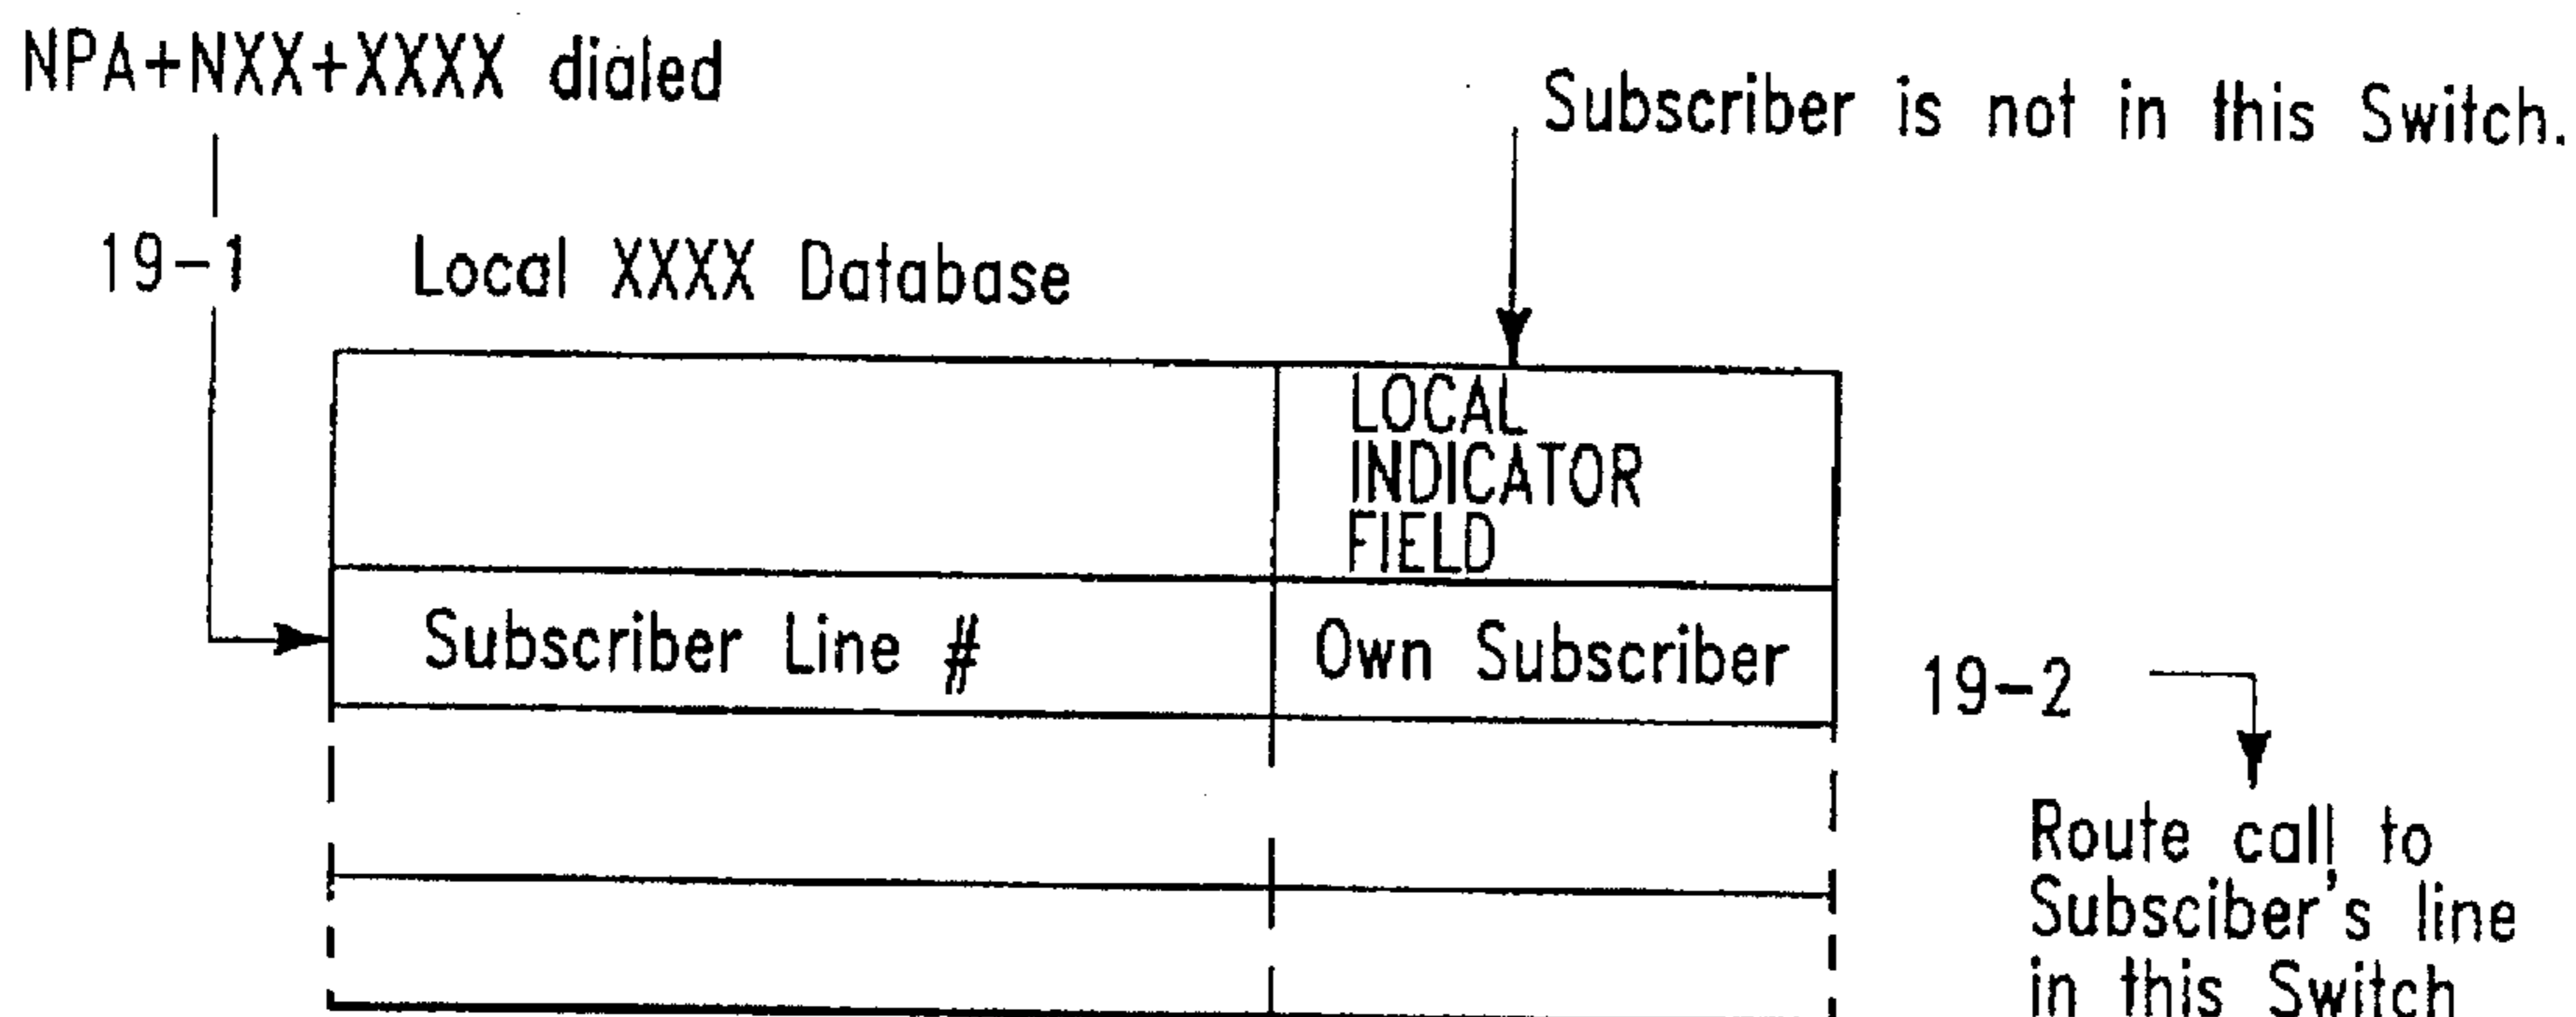 NPA+NXX+XXXX dialed
Subscriber is not in this Switch.
19-1
Local XXXX Database
LOCAL
INDICATOR
FIELD
Subscriber Line #
Own Subscriber
19-2
Route call to
Subsciber's line
in this Switch